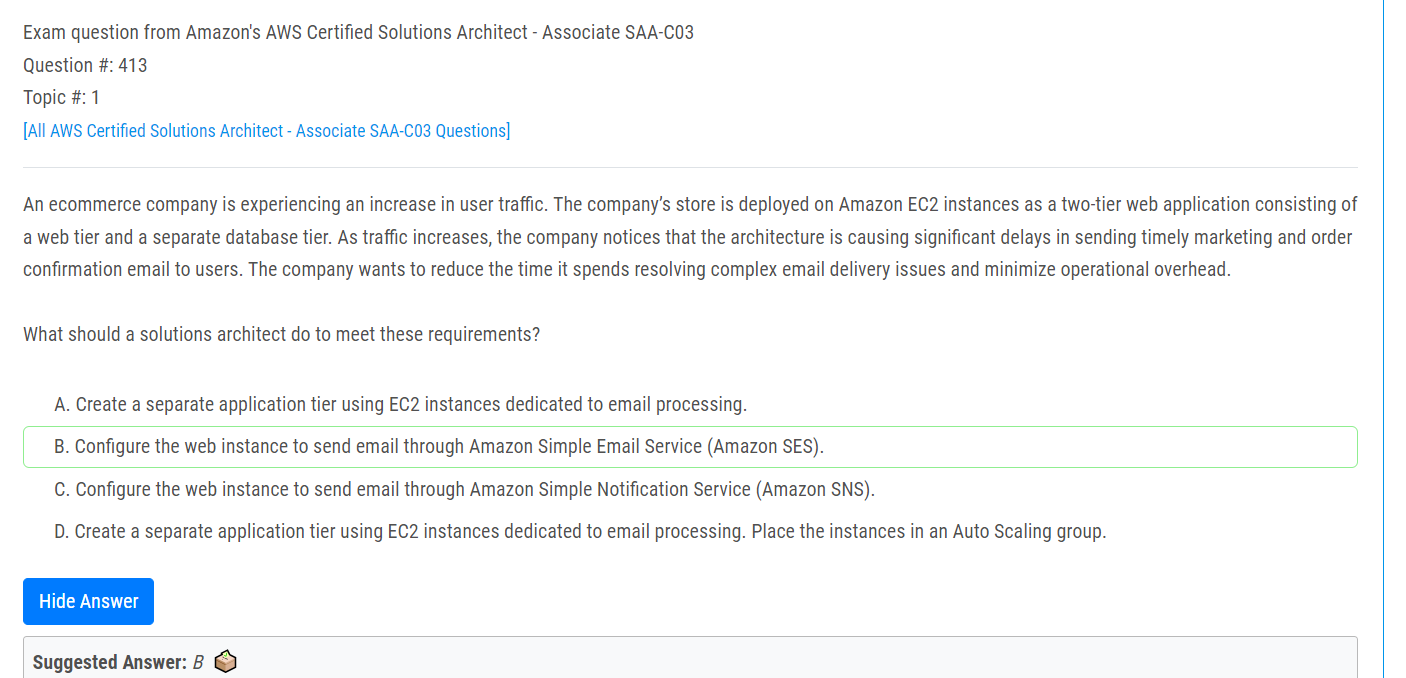 Exam question from Amazon's AWS Certified Solutions Architect - Associate SAA-C03
Question #: 413
Topic #: 1
[All AWS Certified Solutions Architect - Associate SAA-C03 Questions]
An ecommerce company is experiencing an increase in user traffic. The company’s store is deployed on Amazon EC2 instances as a two-tier web application consisting of
a web tier and a separate database tier. As traffic increases, the company notices that the architecture is causing significant delays in sending timely marketing and order
confirmation email to users. The company wants to reduce the time it spends resolving complex email delivery issues and minimize operational overhead.
What should a solutions architect do to meet these requirements?
A. Create a separate application tier using EC2 instances dedicated to email processing.
B. Configure the web instance to send email through Amazon Simple Email Service (Amazon SES).
C. Configure the web instance to send email through Amazon Simple Notification Service (Amazon SNS).
D. Create a separate application tier using EC2 instances dedicated to email processing. Place the instances in an Auto Scaling group.
Hide Answer
Suggested Answer: B